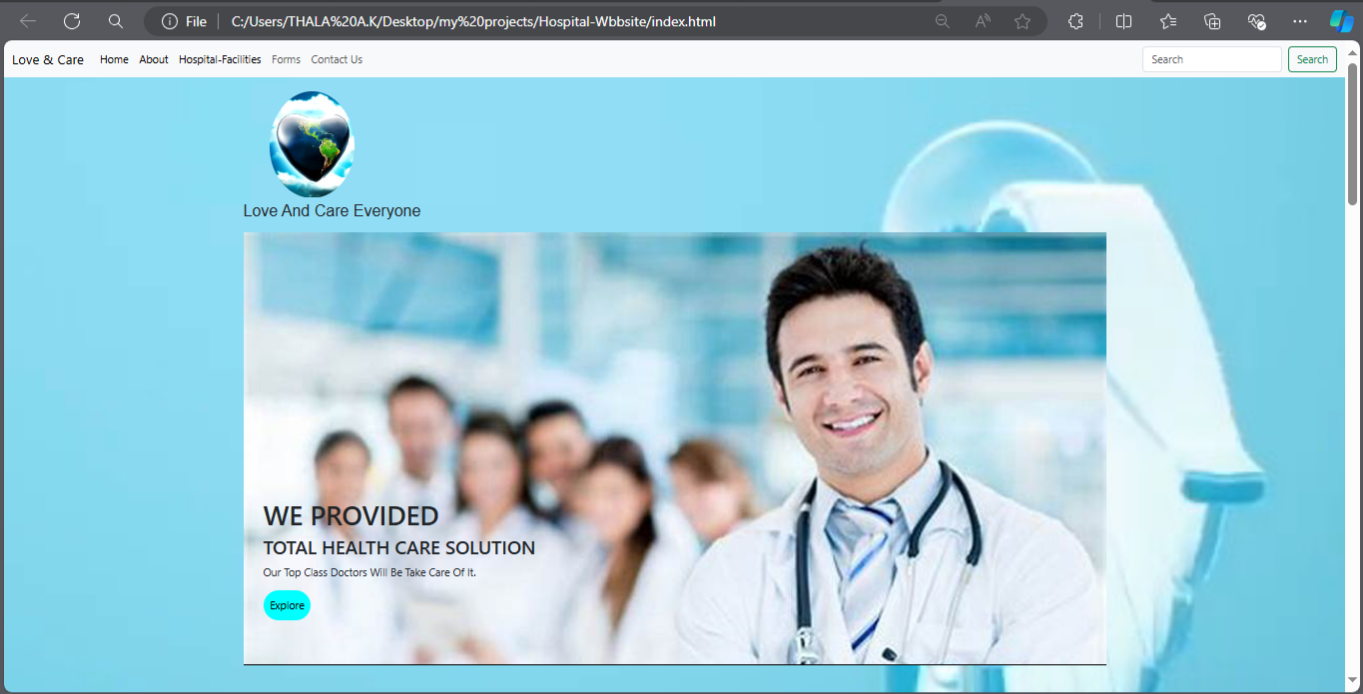 File C:/Users/THALA%20A.K/Desktop/my%20projects/Hospital-Wbbsite/index.html
Love & Care Home About Hospital-Facilities Forms Contact Us Search Search
Love And Care Everyone
WE PROVIDED
TOTAL HEALTH CARE SOLUTION
Our Top Class Doctors Will Be Take Care Of It.
Explore